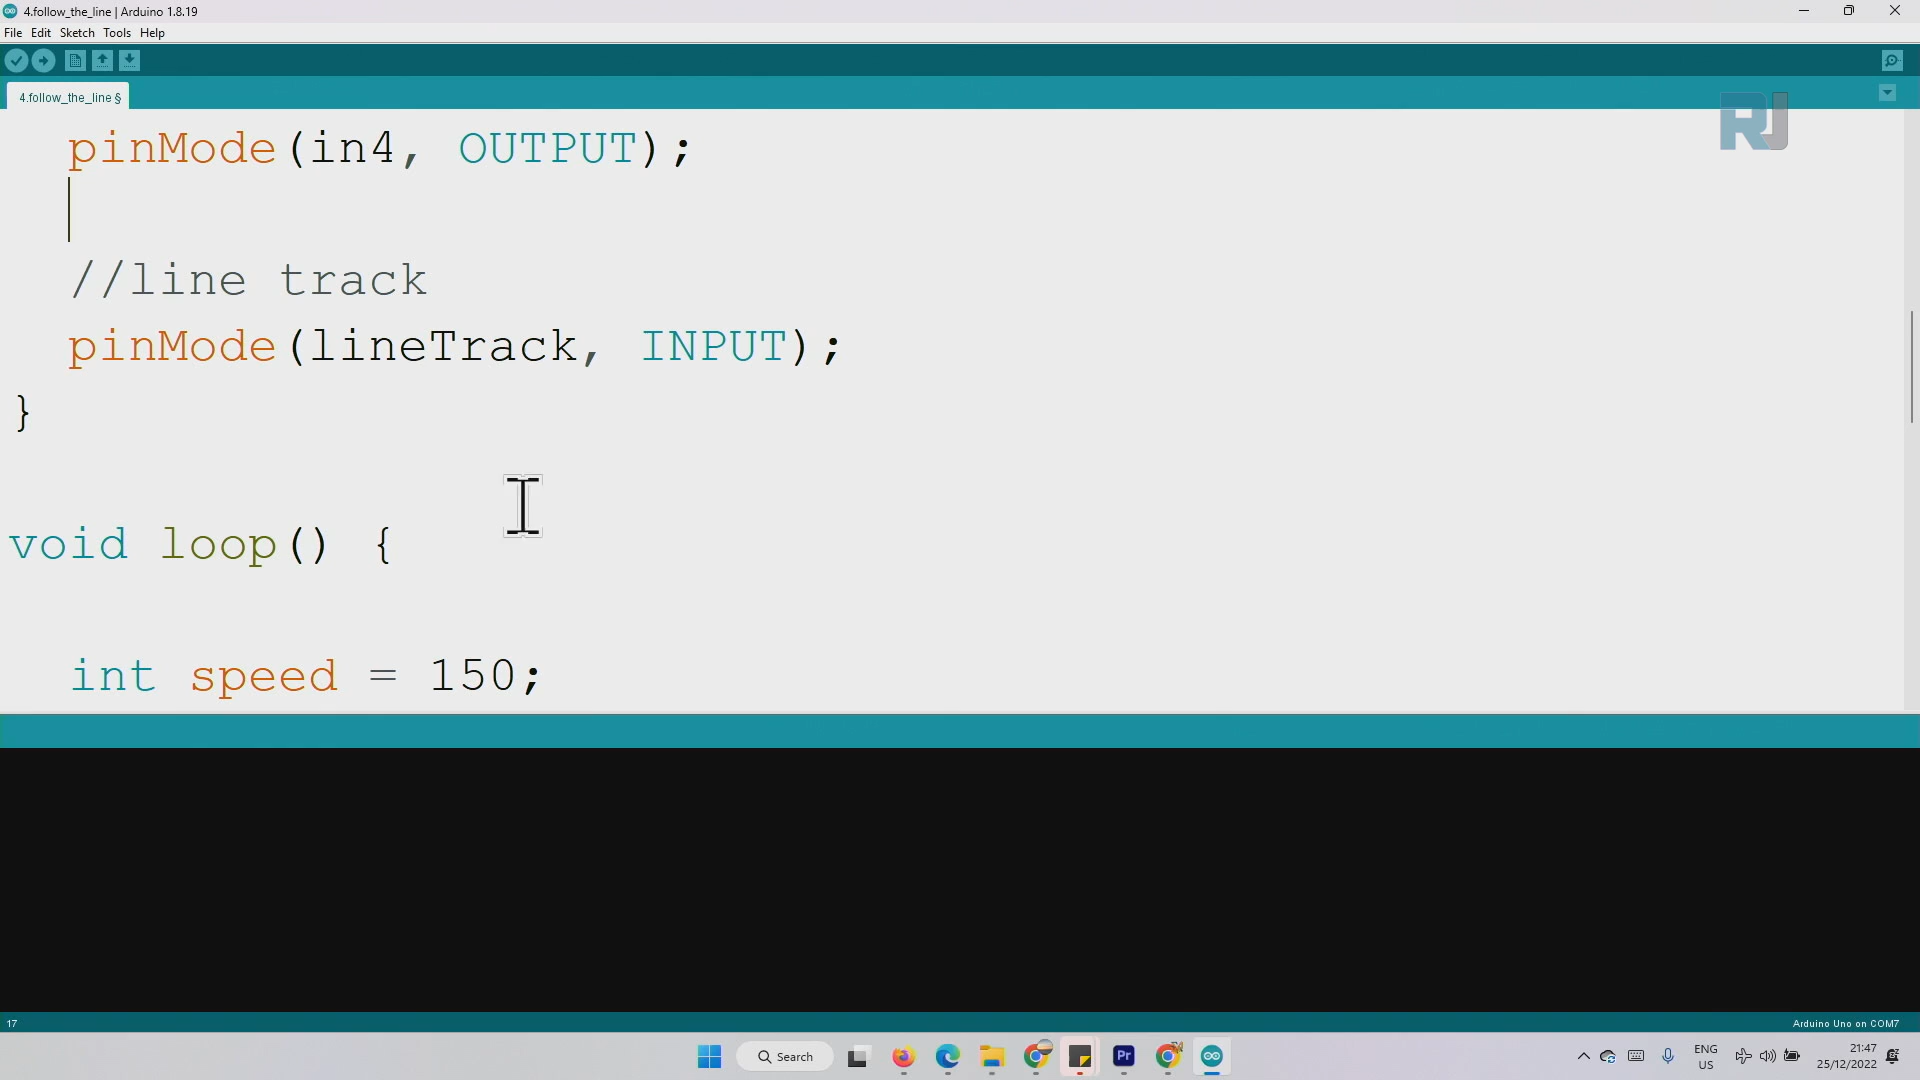 4.follow_the_line | Arduino 1.8.19
File Edit Sketch Tools Help
4.follow_the_line §
RJ
pinMode(in4, OUTPUT);
//line track
pinMode(lineTrack, INPUT);
}
void loop() {
int speed = 150;
17
Arduino Uno on COM7
Search
Pr
ENG
US
21:47
25/12/2022